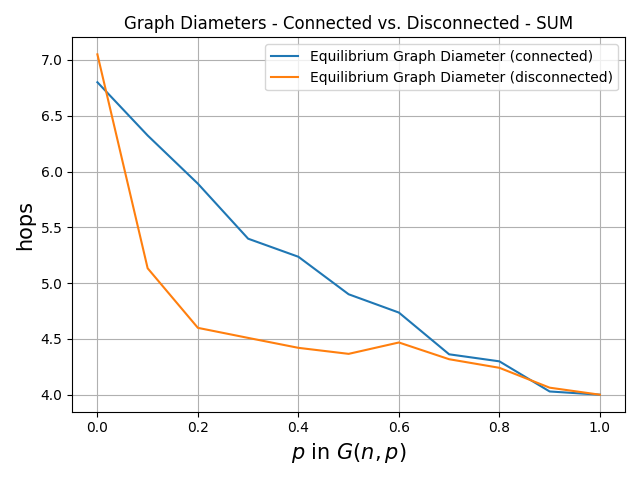 Graph Diameters - Connected vs. Disconnected - SUM
Equilibrium Graph Diameter (connected)
Equilibrium Graph Diameter (disconnected)
hops
7.0
6.5
6.0
5.5
5.0
4.5
4.0
0.0 0.2 0.4 0.6 0.8 1.0
p in G(n, p)